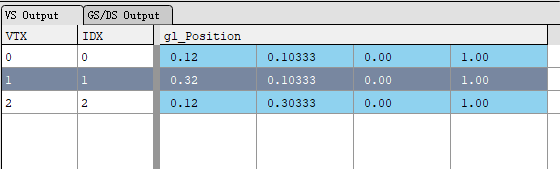 VS Output GS/DS Output
VTX IDX gl_Position
0 0 0.12 0.10333 0.00 1.00
1 1 0.32 0.10333 0.00 1.00
2 2 0.12 0.30333 0.00 1.00